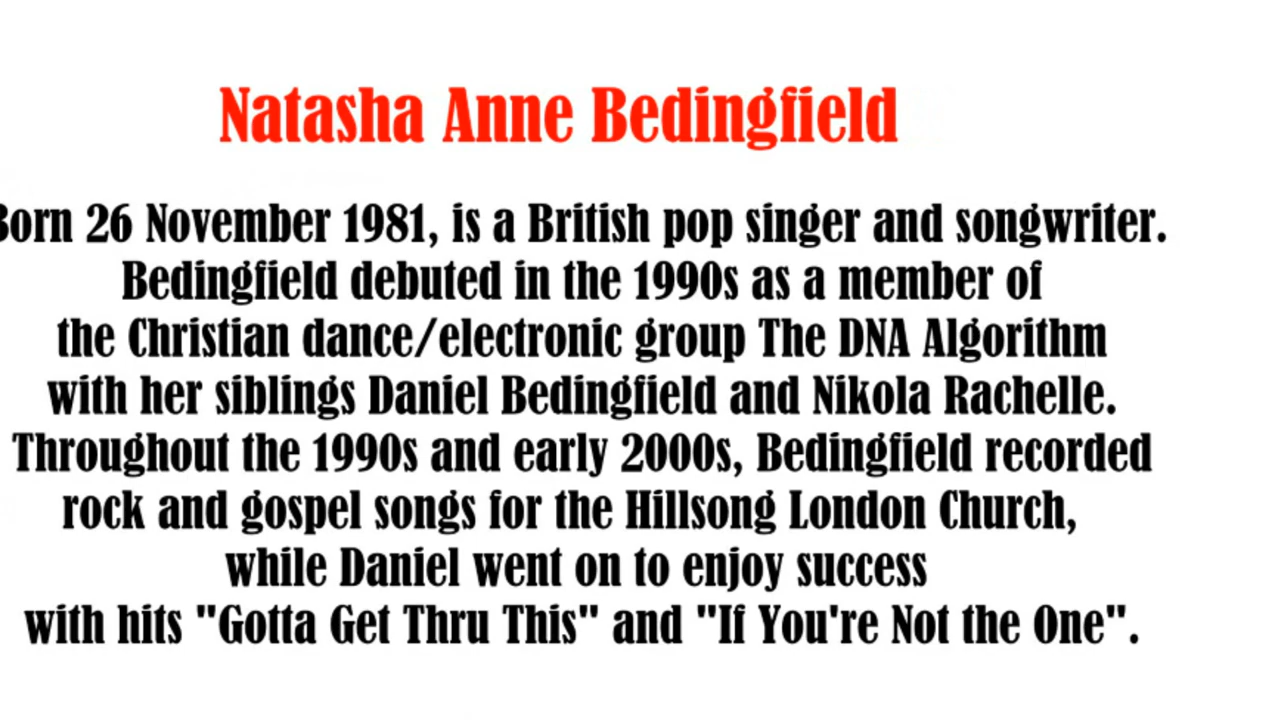 Natasha Anne Bedingfield
Born 26 November 1981, is a British pop singer and songwriter.
Bedingfield debuted in the 1990s as a member of
the Christian dance/electronic group The DNA Algorithm
with her siblings Daniel Bedingfield and Nikola Rachelle.
Throughout the 1990s and early 2000s, Bedingfield recorded
rock and gospel songs for the Hillsong London Church,
while Daniel went on to enjoy success
with hits "Gotta Get Thru This" and "If You're Not the One".